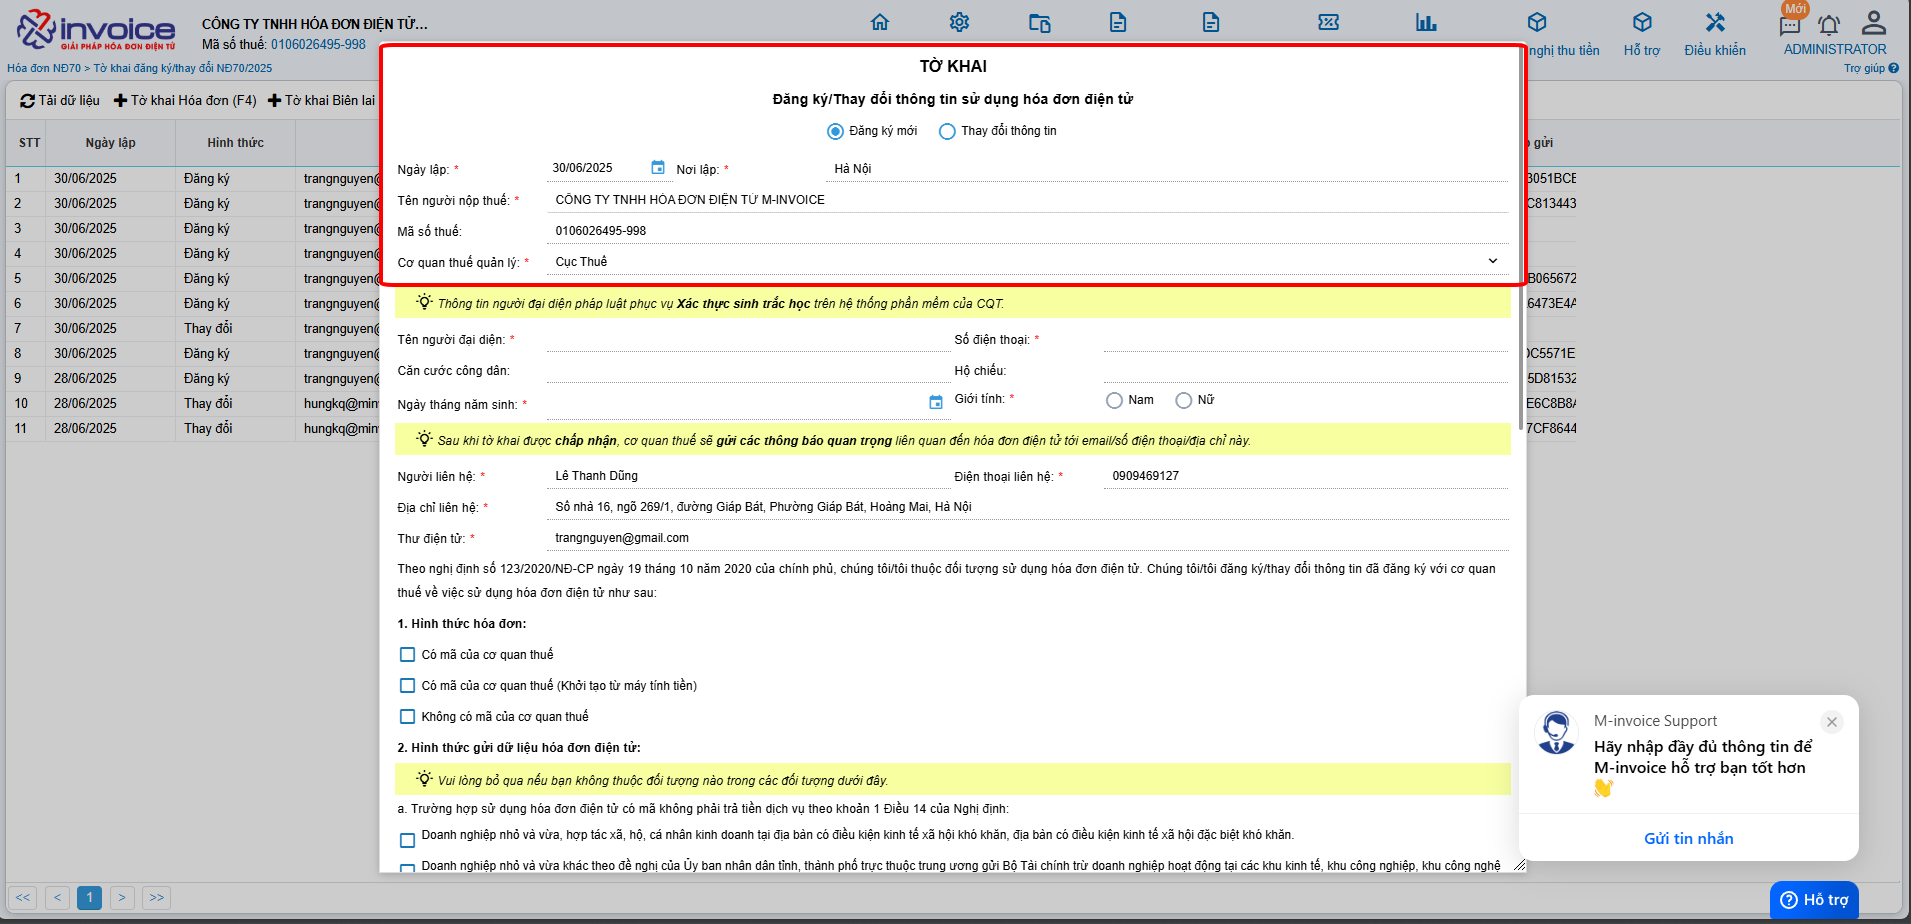 invoice
GIẢI PHÁP HÓA ĐƠN ĐIỆN TỬ
CÔNG TY TNHH HÓA ĐƠN ĐIỆN TỬ...
Mã số thuế: 0106026495-998
nghị thu tiền
Hỗ trợ
Điều khiển
Mới
ADMINISTRATOR
Hóa đơn NĐ70 > Tờ khai đăng ký/thay đổi NĐ70/2025
Trợ giúp ?
Tải dữ liệu
Tờ khai Hóa đơn (F4)
Tờ khai Biên lai
STT Ngày lập Hình thức gửi
1 30/06/2025 Đăng ký trangnguyen@ 3051BCE
2 30/06/2025 Đăng ký trangnguyen@ C813443
3 30/06/2025 Đăng ký trangnguyen@
4 30/06/2025 Đăng ký trangnguyen@
5 30/06/2025 Đăng ký trangnguyen@ B065672
6 30/06/2025 Đăng ký trangnguyen@ 6473E4A
7 30/06/2025 Thay đổi trangnguyen@
8 30/06/2025 Đăng ký trangnguyen@ DC5571E
9 28/06/2025 Đăng ký trangnguyen@ 5D81532
10 28/06/2025 Thay đổi hungkq@min E6C8B8A
11 28/06/2025 Thay đổi hungkq@min 7CF8644
TỜ KHAI
Đăng ký/Thay đổi thông tin sử dụng hóa đơn điện tử
Đăng ký mới Thay đổi thông tin
Ngày lập: * 30/06/2025 Nơi lập: * Hà Nội
Tên người nộp thuế: * CÔNG TY TNHH HÓA ĐƠN ĐIỆN TỬ M-INVOICE
Mã số thuế: 0106026495-998
Cơ quan thuế quản lý: * Cục Thuế
Thông tin người đại diện pháp luật phục vụ Xác thực sinh trắc học trên hệ thống phần mềm của CQT.
Tên người đại diện: * Số điện thoại: *
Căn cước công dân: Hộ chiếu:
Ngày tháng năm sinh: * Giới tính: * Nam Nữ
Sau khi tờ khai được chấp nhận, cơ quan thuế sẽ gửi các thông báo quan trọng liên quan đến hóa đơn điện tử tới email/số điện thoại/địa chỉ này.
Người liên hệ: * Lê Thanh Dũng Điện thoại liên hệ: * 0909469127
Địa chỉ liên hệ: * Số nhà 16, ngõ 269/1, đường Giáp Bát, Phường Giáp Bát, Hoàng Mai, Hà Nội
Thư điện tử: * trangnguyen@gmail.com
Theo nghị định số 123/2020/NĐ-CP ngày 19 tháng 10 năm 2020 của chính phủ, chúng tôi/tôi thuộc đối tượng sử dụng hóa đơn điện tử. Chúng tôi/tôi đăng ký/thay đổi thông tin đã đăng ký với cơ quan
thuế về việc sử dụng hóa đơn điện tử như sau:
1. Hình thức hóa đơn:
Có mã của cơ quan thuế
Có mã của cơ quan thuế (Khởi tạo từ máy tính tiền)
Không có mã của cơ quan thuế
2. Hình thức gửi dữ liệu hóa đơn điện tử:
Vui lòng bỏ qua nếu bạn không thuộc đối tượng nào trong các đối tượng dưới đây.
a. Trường hợp sử dụng hóa đơn điện tử có mã không phải trả tiền dịch vụ theo khoản 1 Điều 14 của Nghị định:
Doanh nghiệp nhỏ và vừa, hợp tác xã, hộ, cá nhân kinh doanh tại địa bàn có điều kiện kinh tế xã hội khó khăn, địa bàn có điều kiện kinh tế xã hội đặc biệt khó khăn.
Doanh nghiệp nhỏ và vừa khác theo đề nghị của Ủy ban nhân dân tỉnh, thành phố trực thuộc trung ương gửi Bộ Tài chính trừ doanh nghiệp hoạt động tại các khu kinh tế, khu công nghiệp, khu công nghệ
M-invoice Support
Hãy nhập đầy đủ thông tin để
M-invoice hỗ trợ bạn tốt hơn
Gửi tin nhắn
<< < 1 > >>
? Hỗ trợ